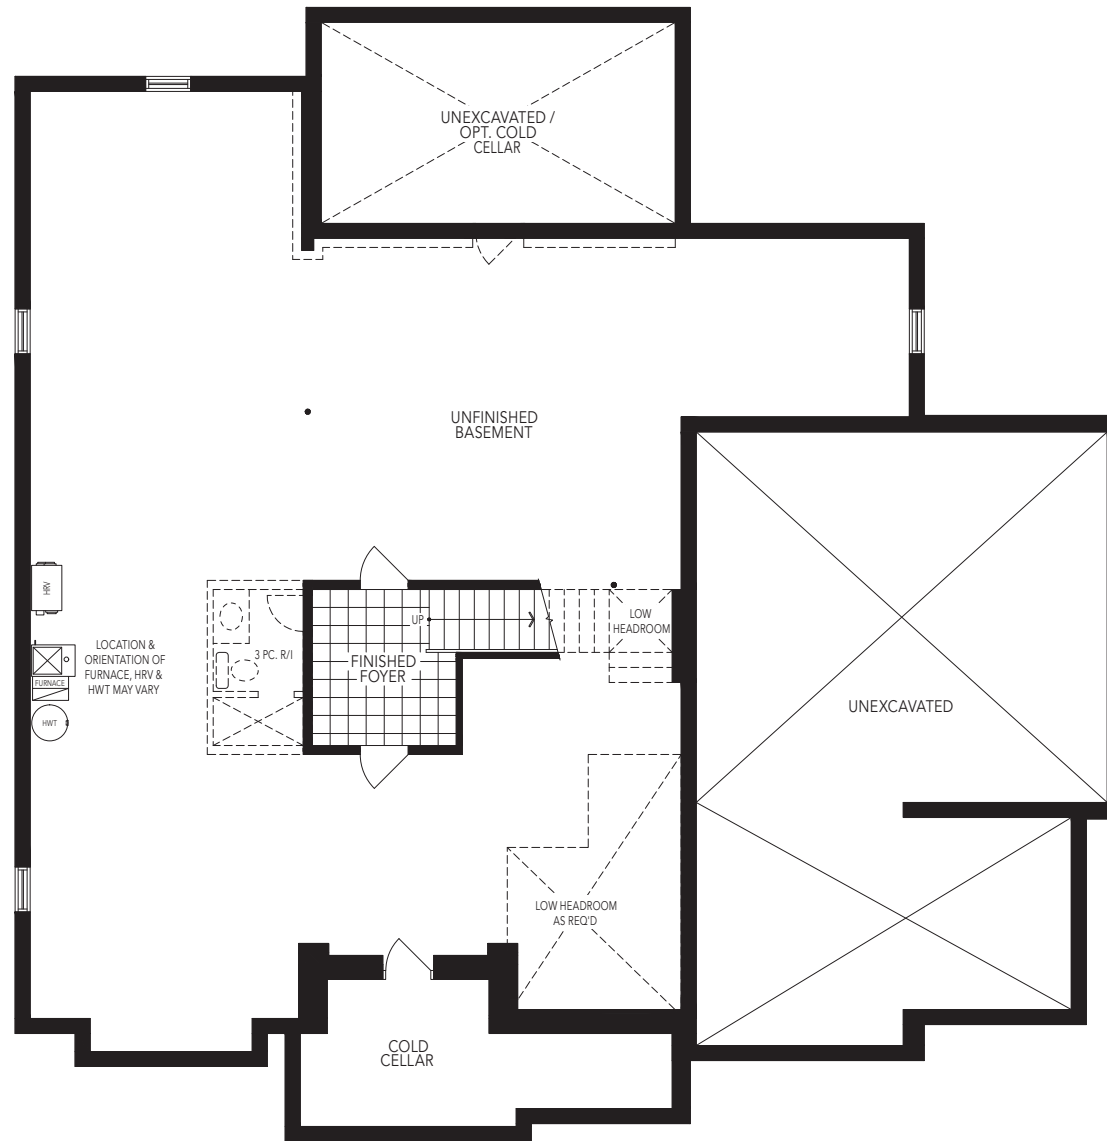 UNEXCAVATED /
OPT. COLD
CELLAR
UNFINISHED
BASEMENT
HRV
LOCATION &
ORIENTATION OF
FURNACE, HRV &
HWT MAY VARY
FURNACE
HWT
3 PC. R/I
UP
FINISHED
FOYER
LOW
HEADROOM
UNEXCAVATED
LOW HEADROOM
AS REQ'D
COLD
CELLAR